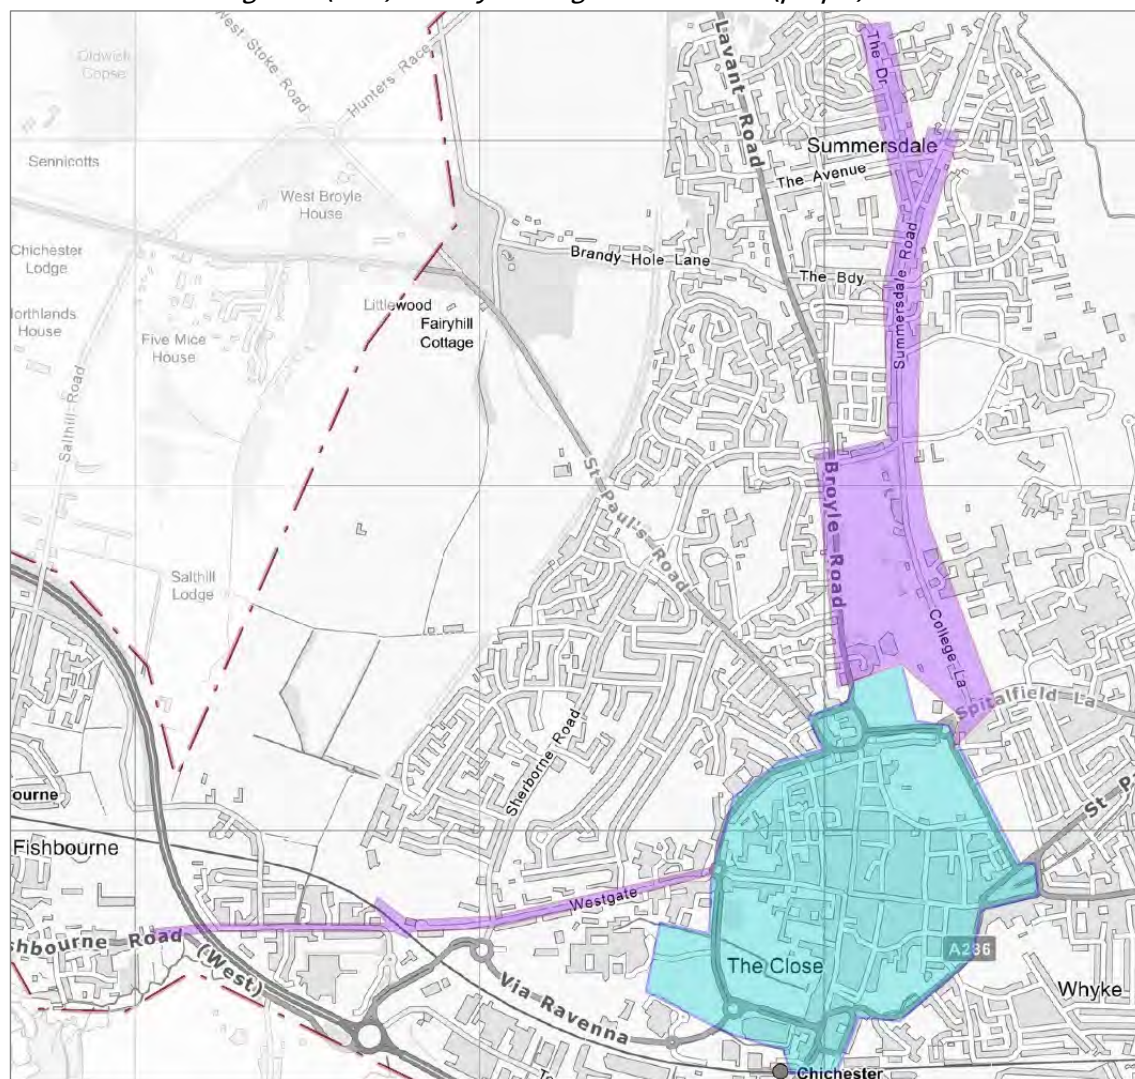 West Stoke Road
Hunters Race
Oldwich
Copse
Lavant Road
The Dr
Summersdale
Sennicotts
The Avenue
West Broyle
House
Chichester
Lodge
Brandy Hole Lane
The Bdy
Summersdale Road
Littlewood
Fairyhill
Cottage
orthlands
House
Five Mice
House
Salthill Road
St Paul's Road
Broyle Road
Salthill
Lodge
College La
Spitalfield La
Sherborne Road
ourne
St P
Fishbourne
Westgate
shbourne Road
(West)
A286
The Close
Via Ravenna
Whyke
Chichester